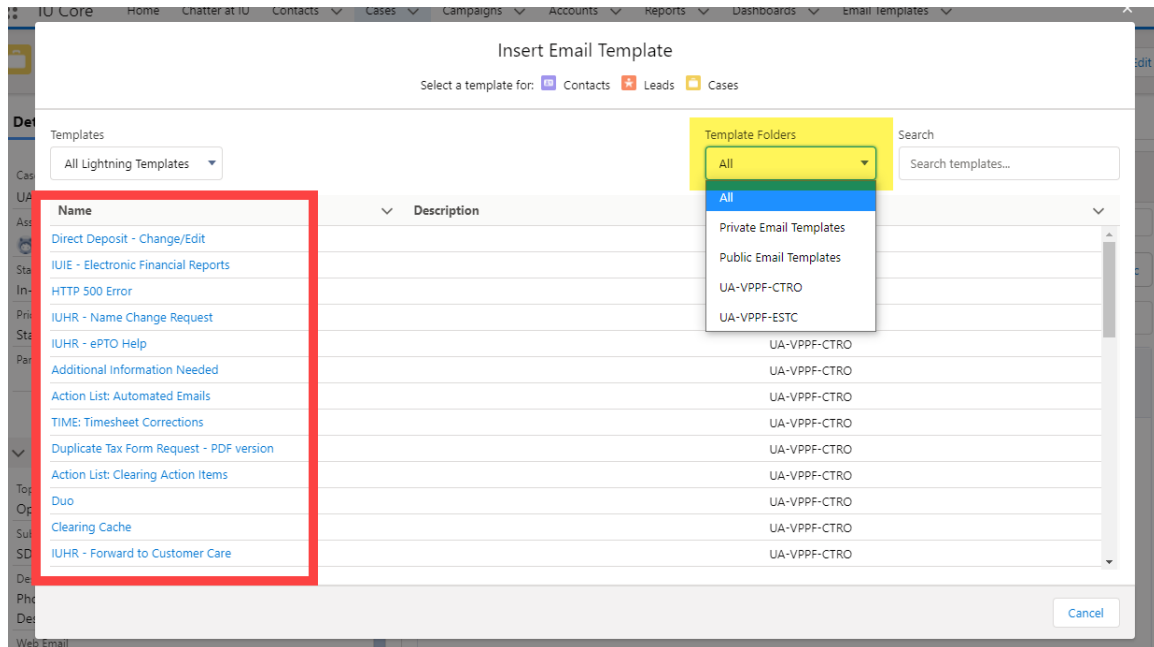 IU Core Home Chatter at IU Contacts Cases Campaigns Accounts Reports Dashboards Email Templates
Insert Email Template
Edit
Select a template for: Contacts Leads Cases
Templates Template Folders Search
All Lightning Templates All Search templates...
All
Name Description
Private Email Templates
Direct Deposit - Change/Edit
Public Email Templates
IUIE - Electronic Financial Reports
UA-VPPF-CTRO
HTTP 500 Error
UA-VPPF-ESTC
IUHR - Name Change Request
IUHR - ePTO Help UA-VPPF-CTRO
Additional Information Needed UA-VPPF-CTRO
Action List: Automated Emails UA-VPPF-CTRO
TIME: Timesheet Corrections UA-VPPF-CTRO
Duplicate Tax Form Request - PDF version UA-VPPF-CTRO
Action List: Clearing Action Items UA-VPPF-CTRO
Duo UA-VPPF-CTRO
Clearing Cache UA-VPPF-CTRO
IUHR - Forward to Customer Care UA-VPPF-CTRO
Cancel
Web Email